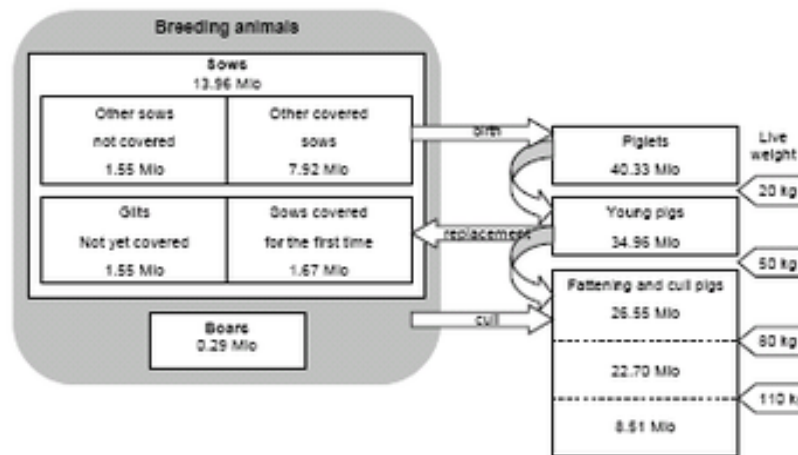 Breeding animals
Sows
13.96 Mio
Other sows
not covered
1.55 Mio
Other covered
sows
7.92 Mio
Gilts
Not yet covered
1.55 Mio
Sows covered
for the first time
1.67 Mio
Boars
0.29 Mio
birth
replacement
cull
Piglets
40.33 Mio
Young pigs
34.96 Mio
Fattening and cull pigs
26.55 Mio
22.70 Mio
8.51 Mio
Live
weight
20 kg
50 kg
80 kg
110 k